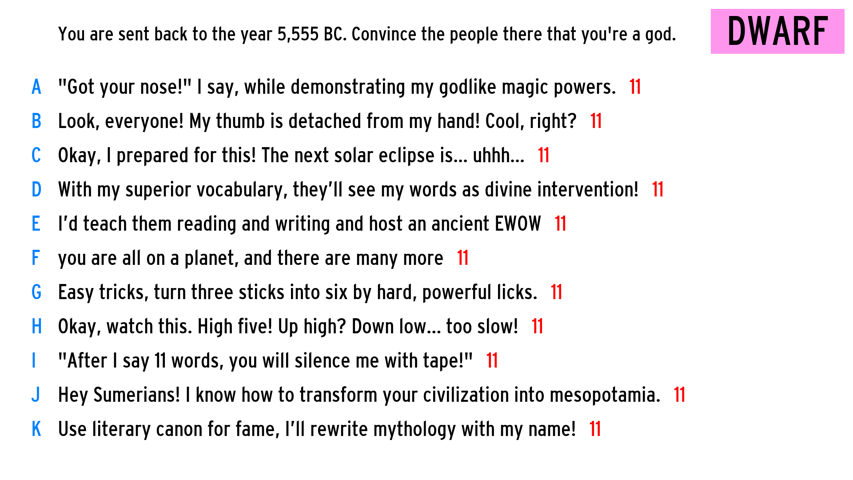 You are sent back to the year 5,555 BC. Convince the people there that you're a god.
DWARF
A "Got your nose!" I say, while demonstrating my godlike magic powers. 11
B Look, everyone! My thumb is detached from my hand! Cool, right? 11
C Okay, I prepared for this! The next solar eclipse is... uhhh... 11
D With my superior vocabulary, they’ll see my words as divine intervention! 11
E I’d teach them reading and writing and host an ancient EWOW 11
F you are all on a planet, and there are many more 11
G Easy tricks, turn three sticks into six by hard, powerful licks. 11
H Okay, watch this. High five! Up high? Down low... too slow! 11
I "After I say 11 words, you will silence me with tape!" 11
J Hey Sumerians! I know how to transform your civilization into mesopotamia. 11
K Use literary canon for fame, I’ll rewrite mythology with my name! 11